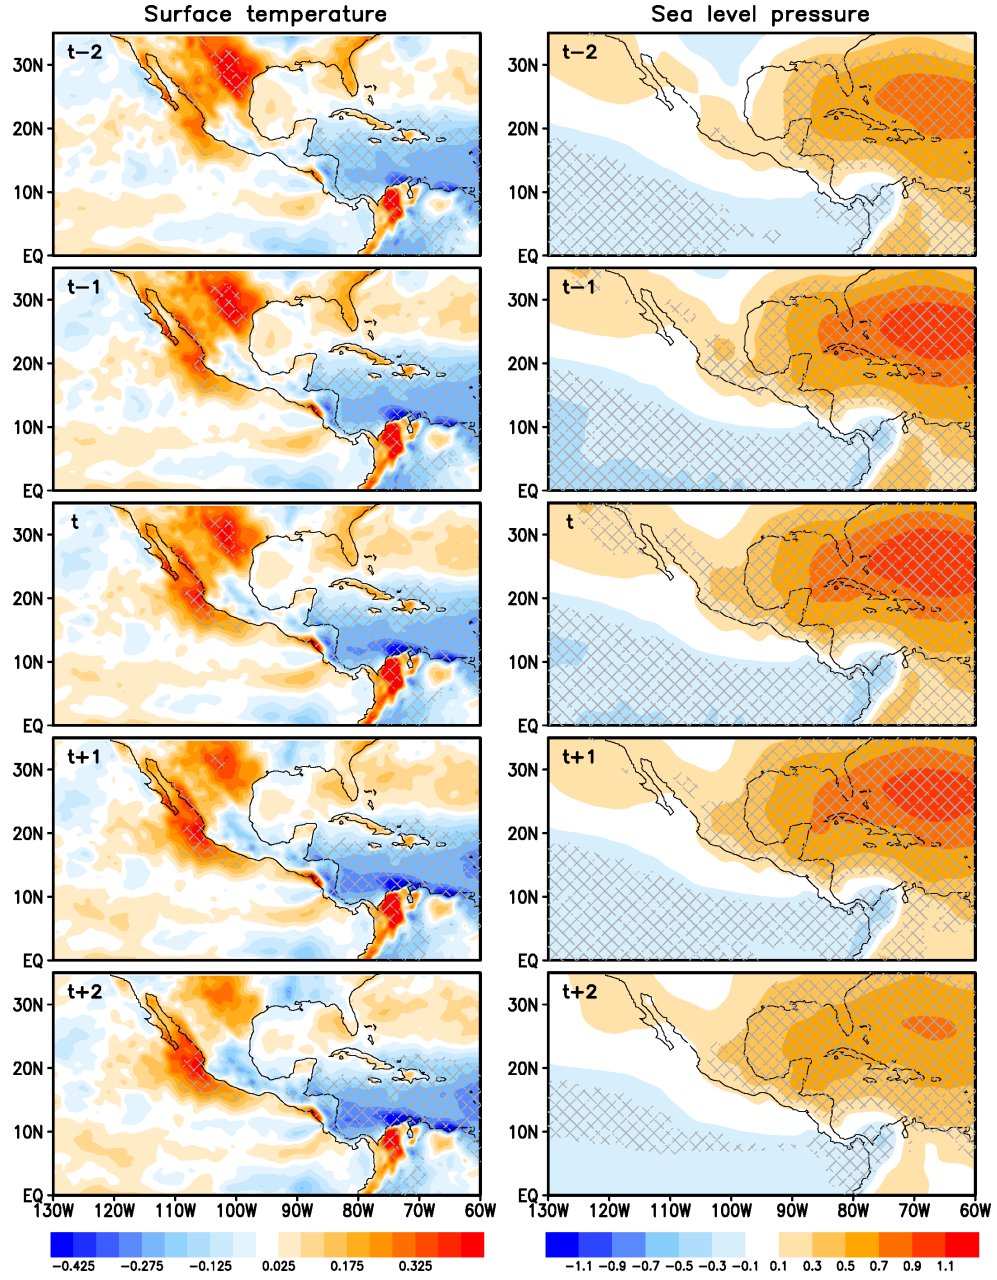 Surface temperature Sea level pressure
t−2 t−2
30N 30N
20N 20N
10N 10N
EQ EQ
t−1 t−1
30N 30N
20N 20N
10N 10N
EQ EQ
t t
30N 30N
20N 20N
10N 10N
EQ EQ
t+1 t+1
30N 30N
20N 20N
10N 10N
EQ EQ
t+2 t+2
30N 30N
20N 20N
10N 10N
EQ EQ
130W 120W 110W 100W 90W 80W 70W 60W 130W 120W 110W 100W 90W 80W 70W 60W
−0.425 −0.275 −0.125 0.025 0.175 0.325 −1.1 −0.9 −0.7 −0.5 −0.3 −0.1 0.1 0.3 0.5 0.7 0.9 1.1